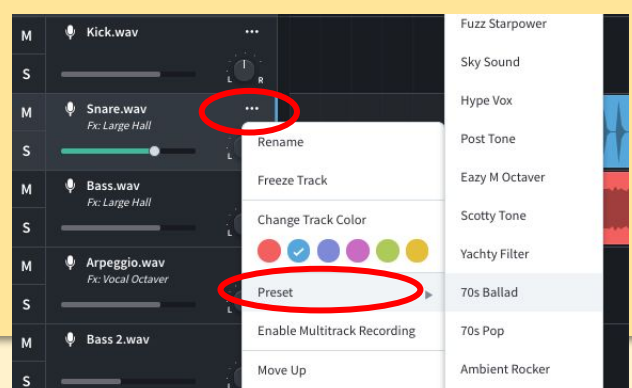 M
Kick.wav
...
S
L
R
M
Snare.wav
...
Fx: Large Hall
S
L
M
Bass.wav
Fx: Large Hall
S
L
M
Arpeggio.wav
Fx: Vocal Octaver
S
L
M
Bass 2.wav
S
Rename
Freeze Track
Change Track Color
Preset
Enable Multitrack Recording
Move Up
Fuzz Starpower
Sky Sound
Hype Vox
Post Tone
Eazy M Octaver
Scotty Tone
Yachty Filter
70s Ballad
70s Pop
Ambient Rocker